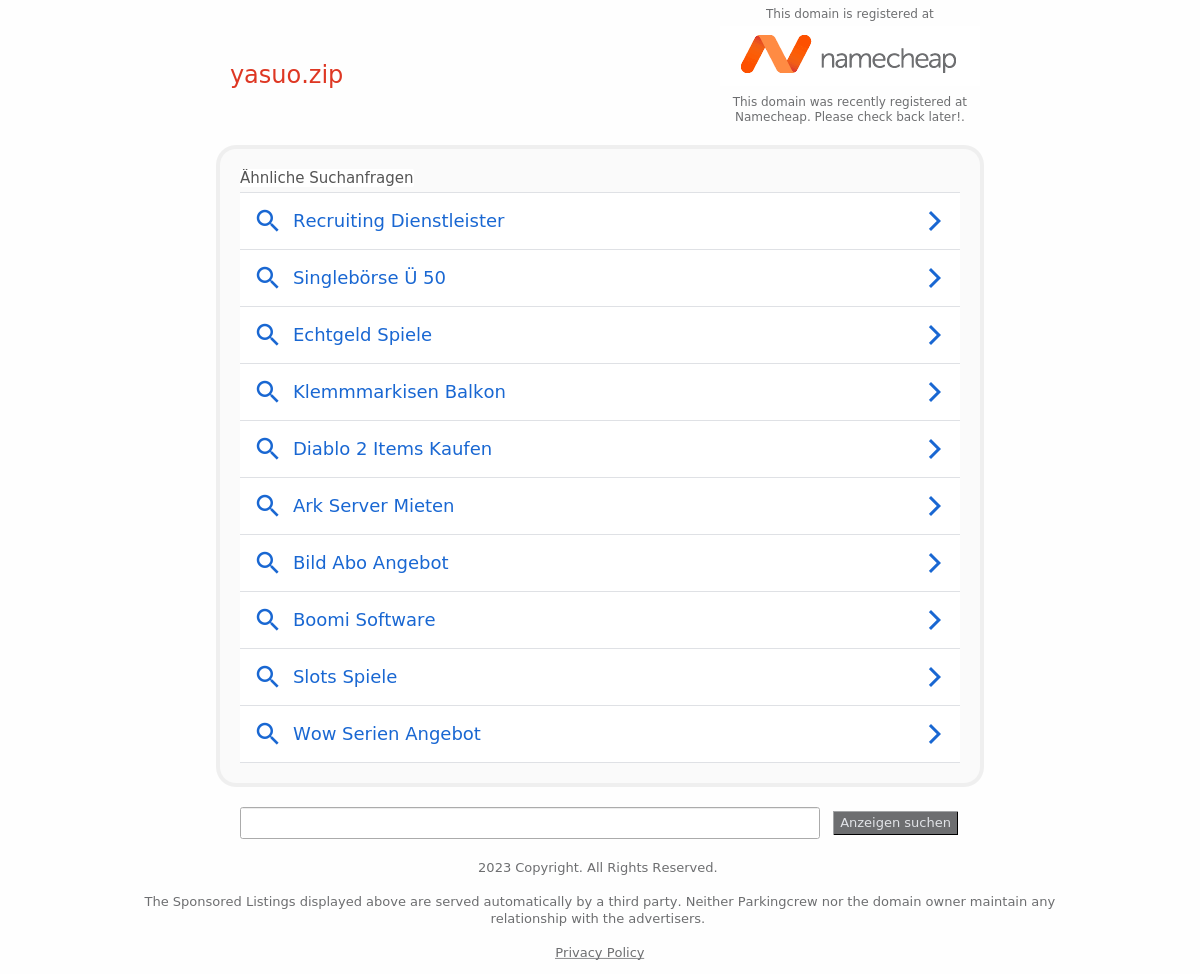 This domain is registered at
namecheap
yasuo.zip
This domain was recently registered at
Namecheap. Please check back later!.
Ähnliche Suchanfragen
Recruiting Dienstleister
Singlebörse Ü 50
Echtgeld Spiele
Klemmmarkisen Balkon
Diablo 2 Items Kaufen
Ark Server Mieten
Bild Abo Angebot
Boomi Software
Slots Spiele
Wow Serien Angebot
Anzeigen suchen
2023 Copyright. All Rights Reserved.
The Sponsored Listings displayed above are served automatically by a third party. Neither Parkingcrew nor the domain owner maintain any
relationship with the advertisers.
Privacy Policy